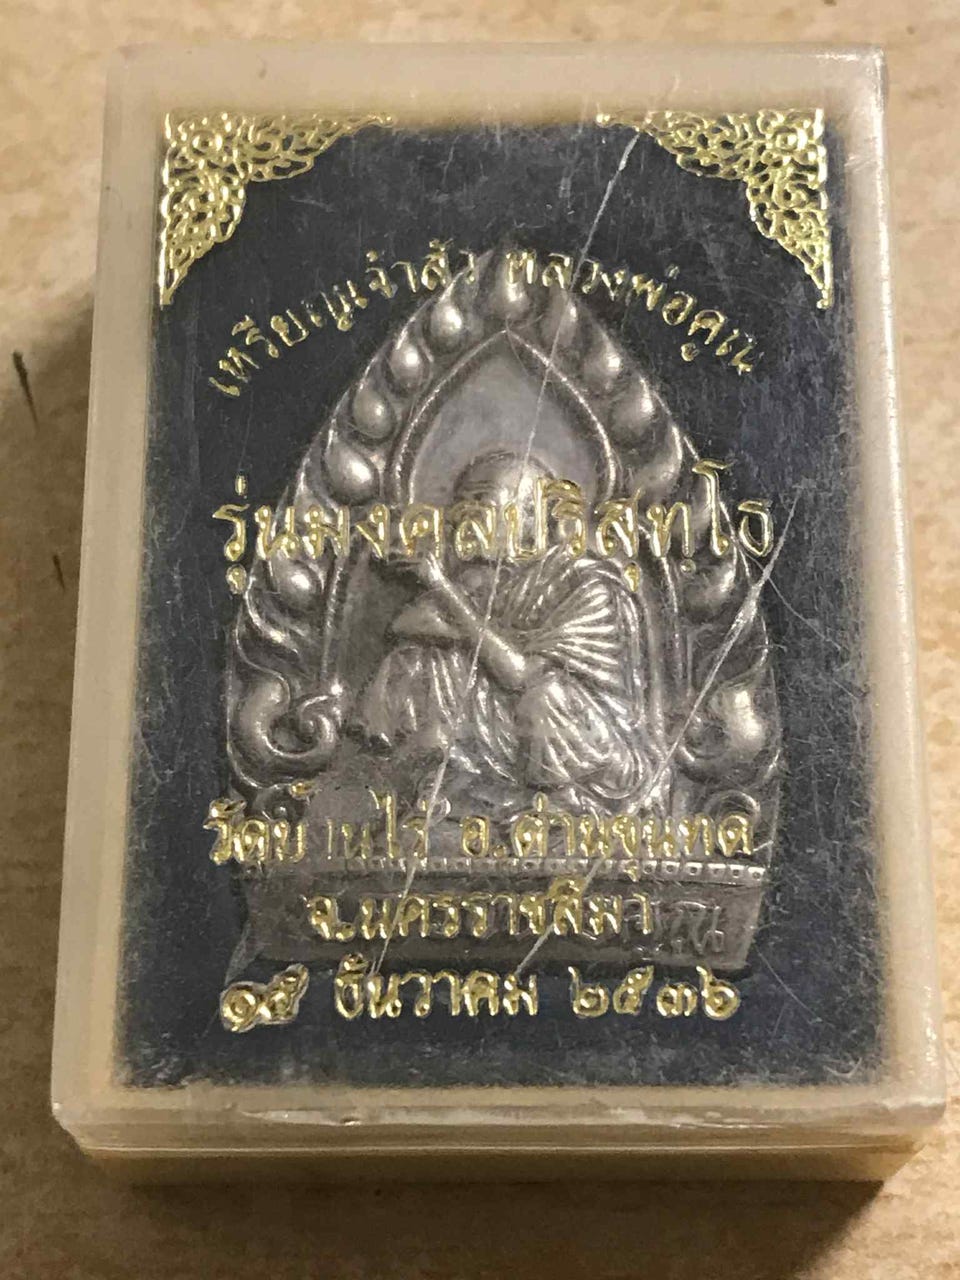 เหรียญเจ้าสัว หลวงพ่อคูณ
รุ่นมงคลปริสุทฺโธ
วัดบ้านไร่ อ.ด่านขุนทด
จ.นครราชสีมา
๑๕ ธันวาคม ๒๕๓๖